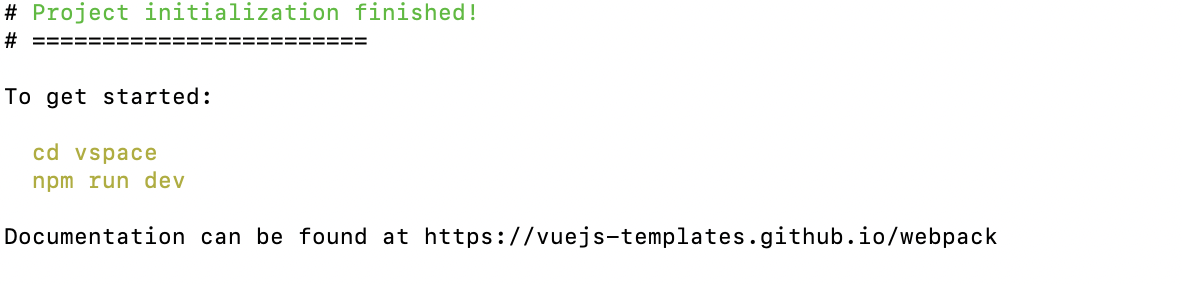 # Project initialization finished!
# ========================
To get started:
cd vspace
npm run dev
Documentation can be found at https://vuejs-templates.github.io/webpack